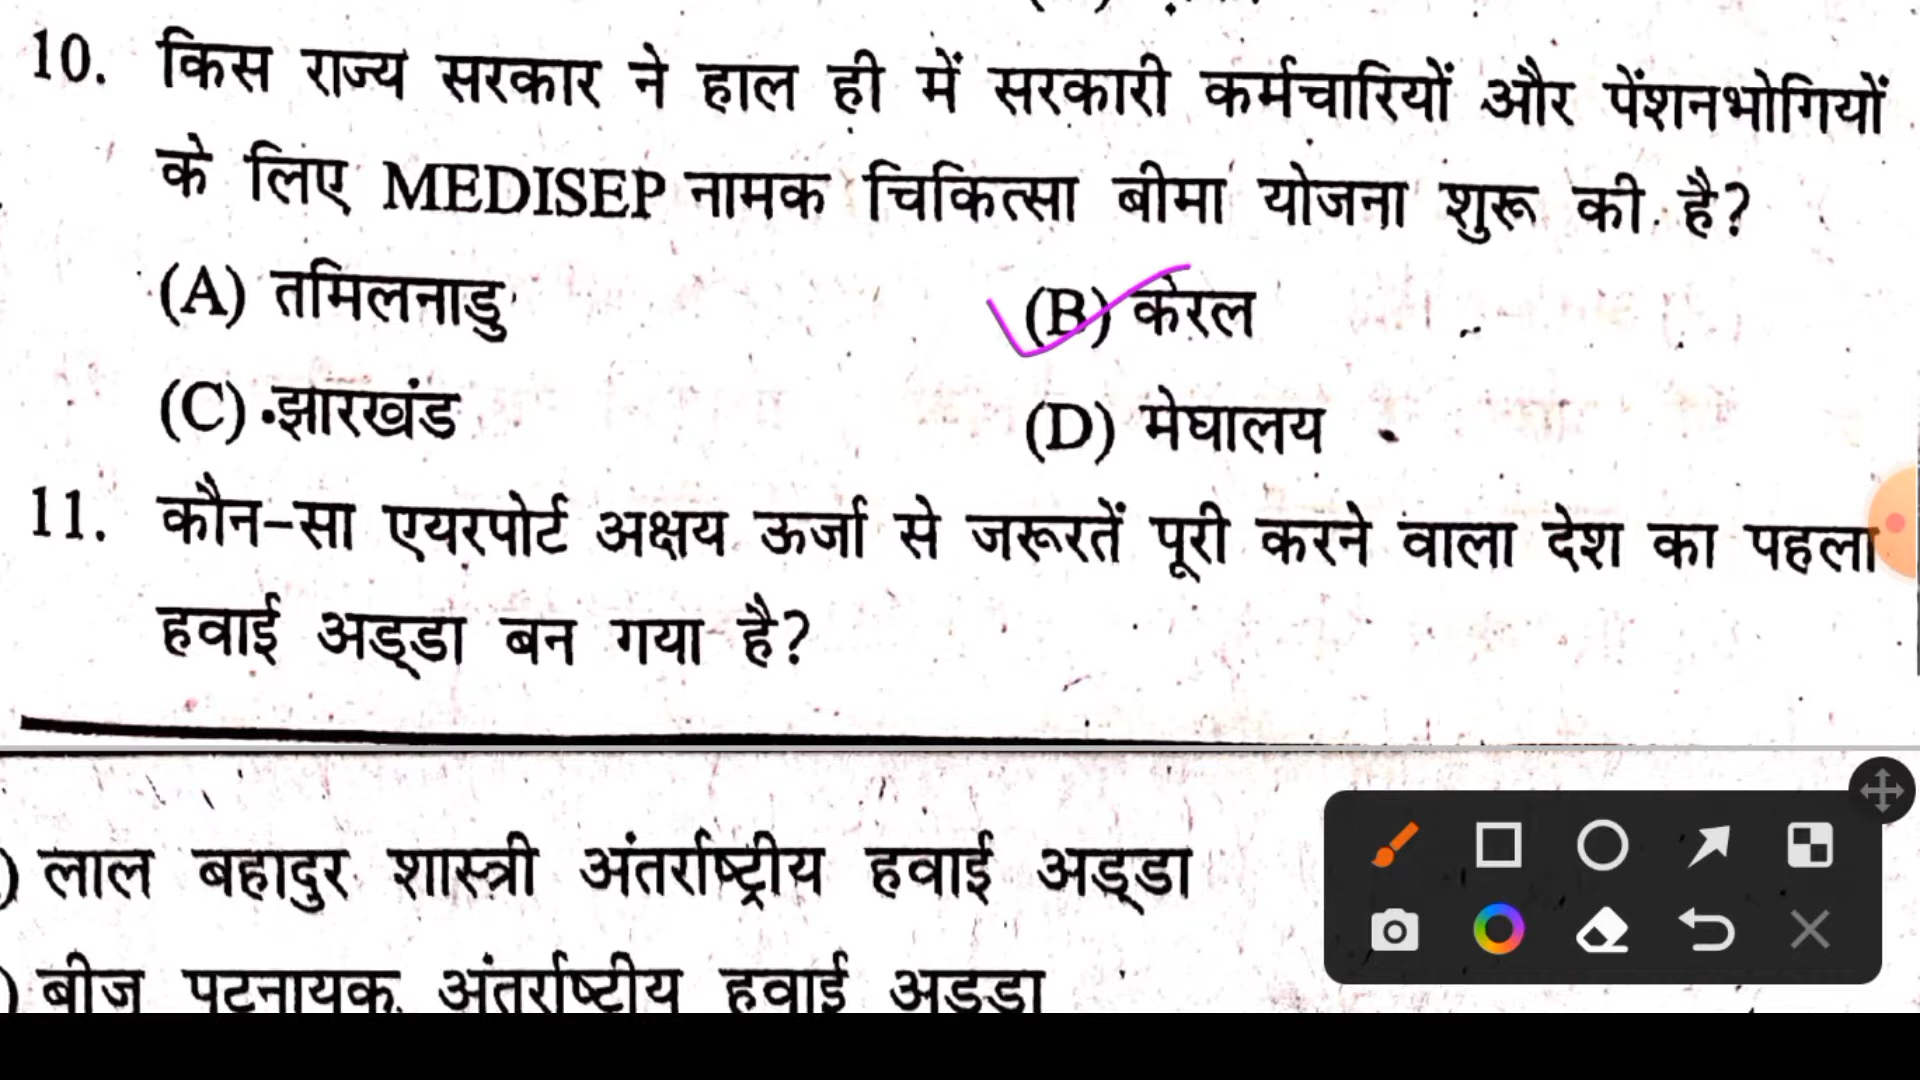 10. किस राज्य सरकार ने हाल ही में सरकारी कर्मचारियों और पेंशनभोगियों
के लिए MEDISEP नामक चिकित्सा बीमा योजना शुरू की है?
(A) तमिलनाडु (B) केरल
(C) झारखंड (D) मेघालय
11. कौन-सा एयरपोर्ट अक्षय ऊर्जा से जरूरतें पूरी करने वाला देश का पहला
हवाई अड्डा बन गया है?
) लाल बहादुर शास्त्री अंतर्राष्ट्रीय हवाई अड्डा
) बीजू पटनायक अंतर्राष्ट्रीय हवाई अड्डा